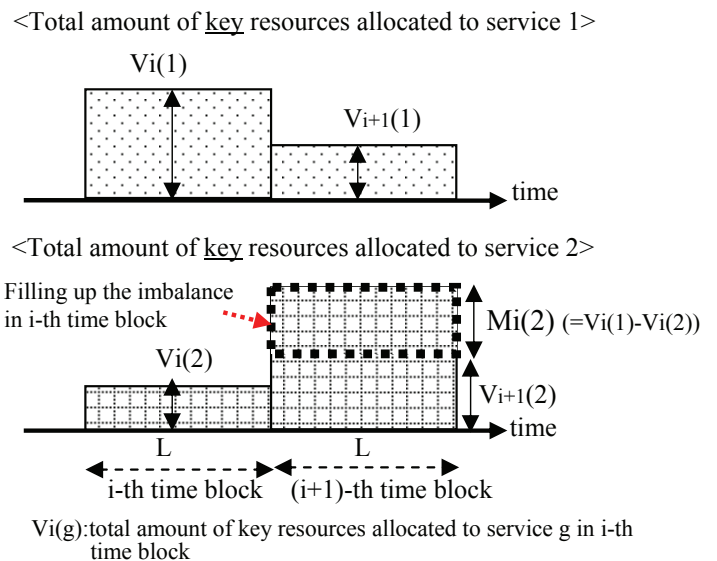 <Total amount of key resources allocated to service 1>
Vi(1)
Vi+1(1)
time
<Total amount of key resources allocated to service 2>
Filling up the imbalance
in i-th time block
Mi(2) (=Vi(1)-Vi(2))
Vi(2)
Vi+1(2)
time
L L
i-th time block (i+1)-th time block
Vi(g):total amount of key resources allocated to service g in i-th
time block